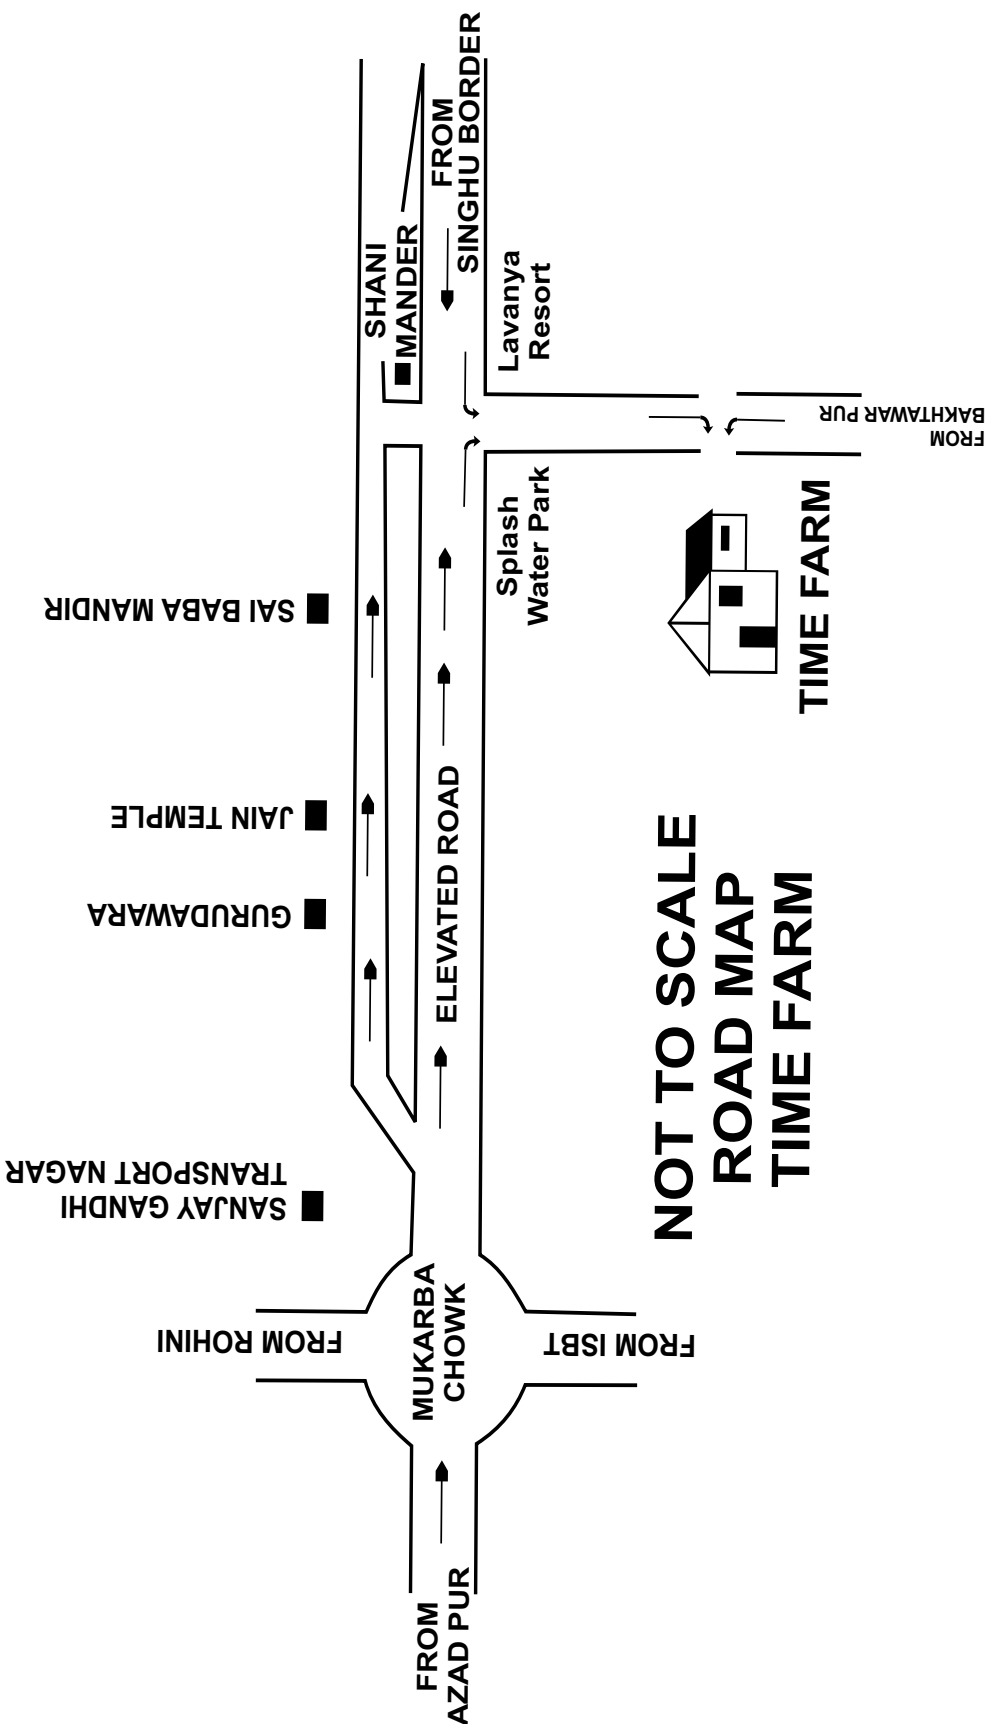 FROM
SINGHU BORDER
SHANI
MANDER
Lavanya
Resort
FROM
BAKHTAWAR PUR
Splash
Water Park
TIME FARM
SAI BABA MANDIR
JAIN TEMPLE
GURUDAWARA
ELEVATED ROAD
NOT TO SCALE
ROAD MAP
TIME FARM
SANJAY GANDHI
TRANSPORT NAGAR
MUKARBA
CHOWK
FROM ROHINI
FROM ISBT
FROM
AZAD PUR